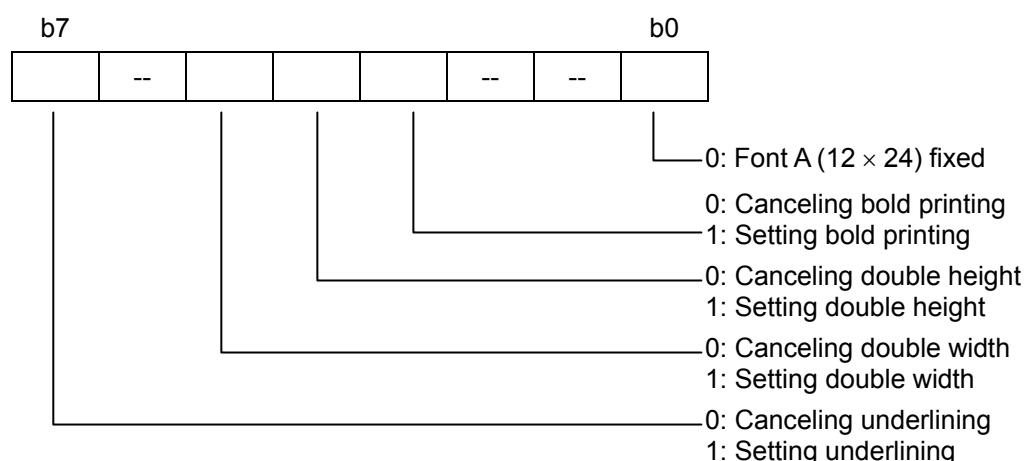 b7 b0
-- -- --
0: Font A (12 × 24) fixed
0: Canceling bold printing
1: Setting bold printing
0: Canceling double height
1: Setting double height
0: Canceling double width
1: Setting double width
0: Canceling underlining
1: Setting underlining